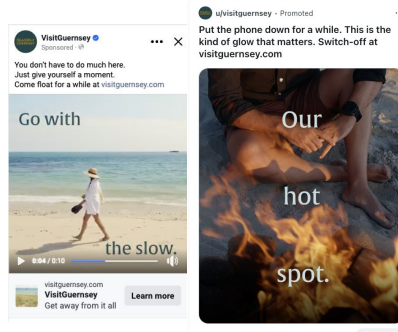 VisitGuernsey
Sponsored ·
You don't have to do much here.
Just give yourself a moment.
Come float for a while at visitguernsey.com
Go with
the slow.
0:04 / 0:10
visitguernsey.com
VisitGuernsey
Get away from it all
Learn more
u/visitguernsey · Promoted
Put the phone down for a while. This is the
kind of glow that matters. Switch-off at
visitguernsey.com
Our
hot
spot.